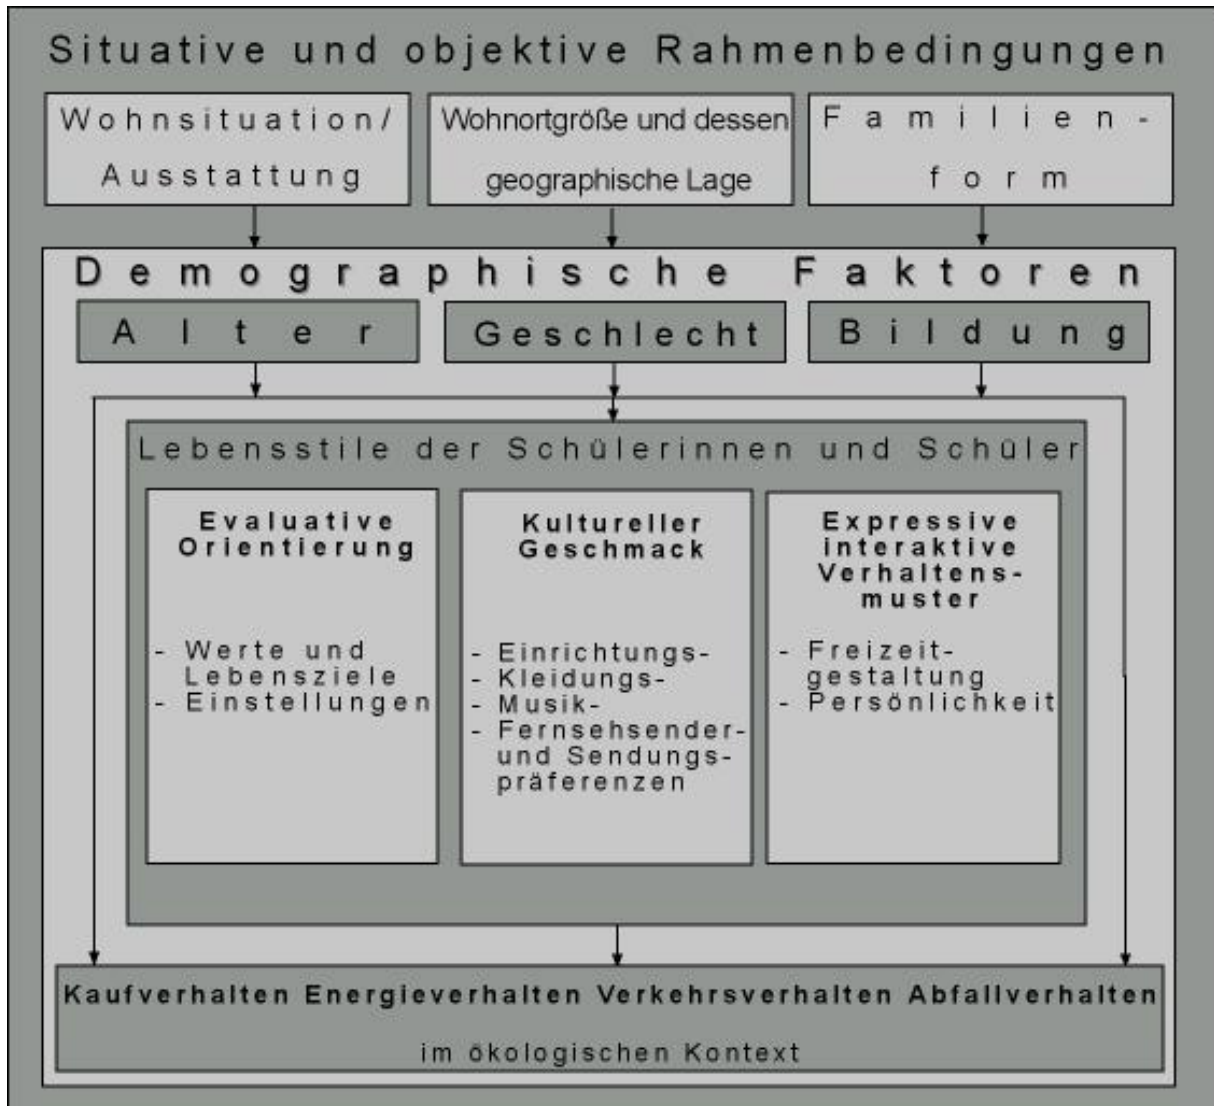 Situative und objektive Rahmenbedingungen
Wohnsituation/
Ausstattung
Wohnortgröße und dessen
geographische Lage
Familien-
form
Demographische Faktoren
Alter
Geschlecht
Bildung
Lebensstile der Schülerinnen und Schüler
Evaluative
Orientierung
- Werte und
Lebensziele
- Einstellungen
Kultureller
Geschmack
- Einrichtungs-
- Kleidungs-
- Musik-
- Fernsehsender-
und Sendungs-
präferenzen
Expressive
interaktive
Verhaltens-
muster
- Freizeit-
gestaltung
- Persönlichkeit
Kaufverhalten Energieverhalten Verkehrsverhalten Abfallverhalten
im ökologischen Kontext